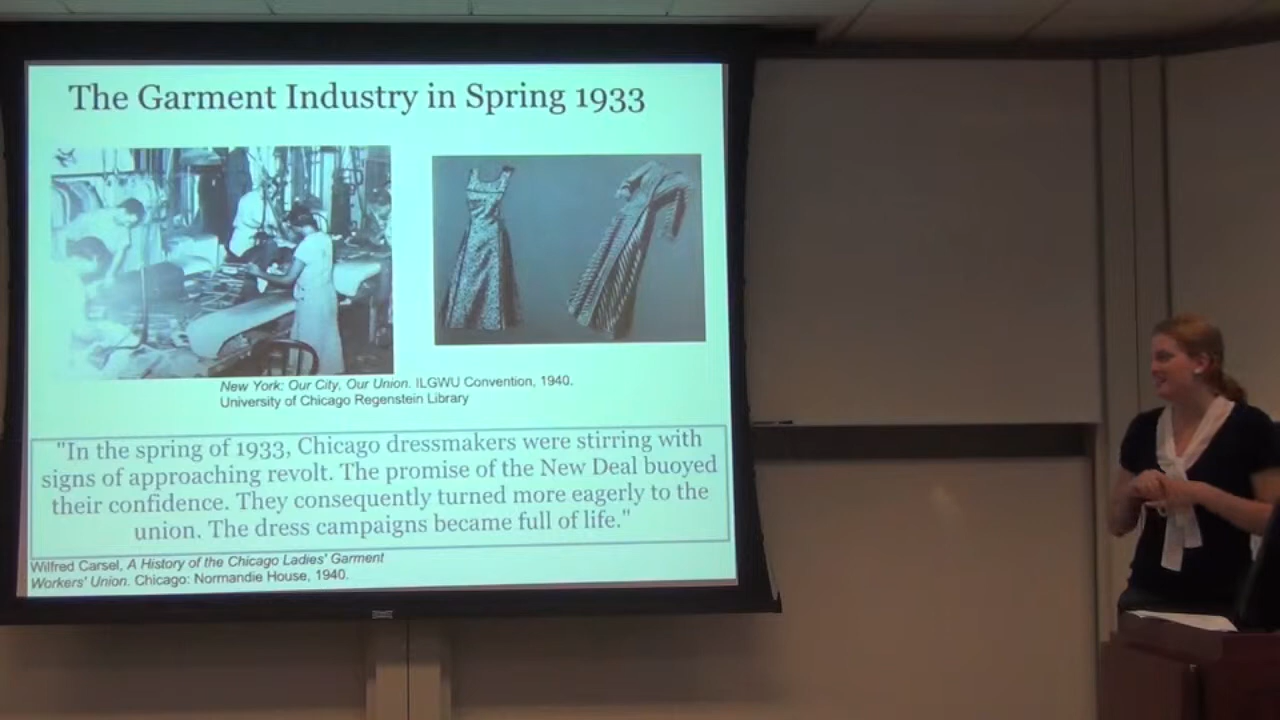 The Garment Industry in Spring 1933
New York: Our City, Our Union. ILGWU Convention, 1940.
University of Chicago Regenstein Library
"In the spring of 1933, Chicago dressmakers were stirring with
signs of approaching revolt. The promise of the New Deal buoyed
their confidence. They consequently turned more eagerly to the
union. The dress campaigns became full of life."
Wilfred Carsel, A History of the Chicago Ladies' Garment
Workers' Union. Chicago: Normandie House, 1940.